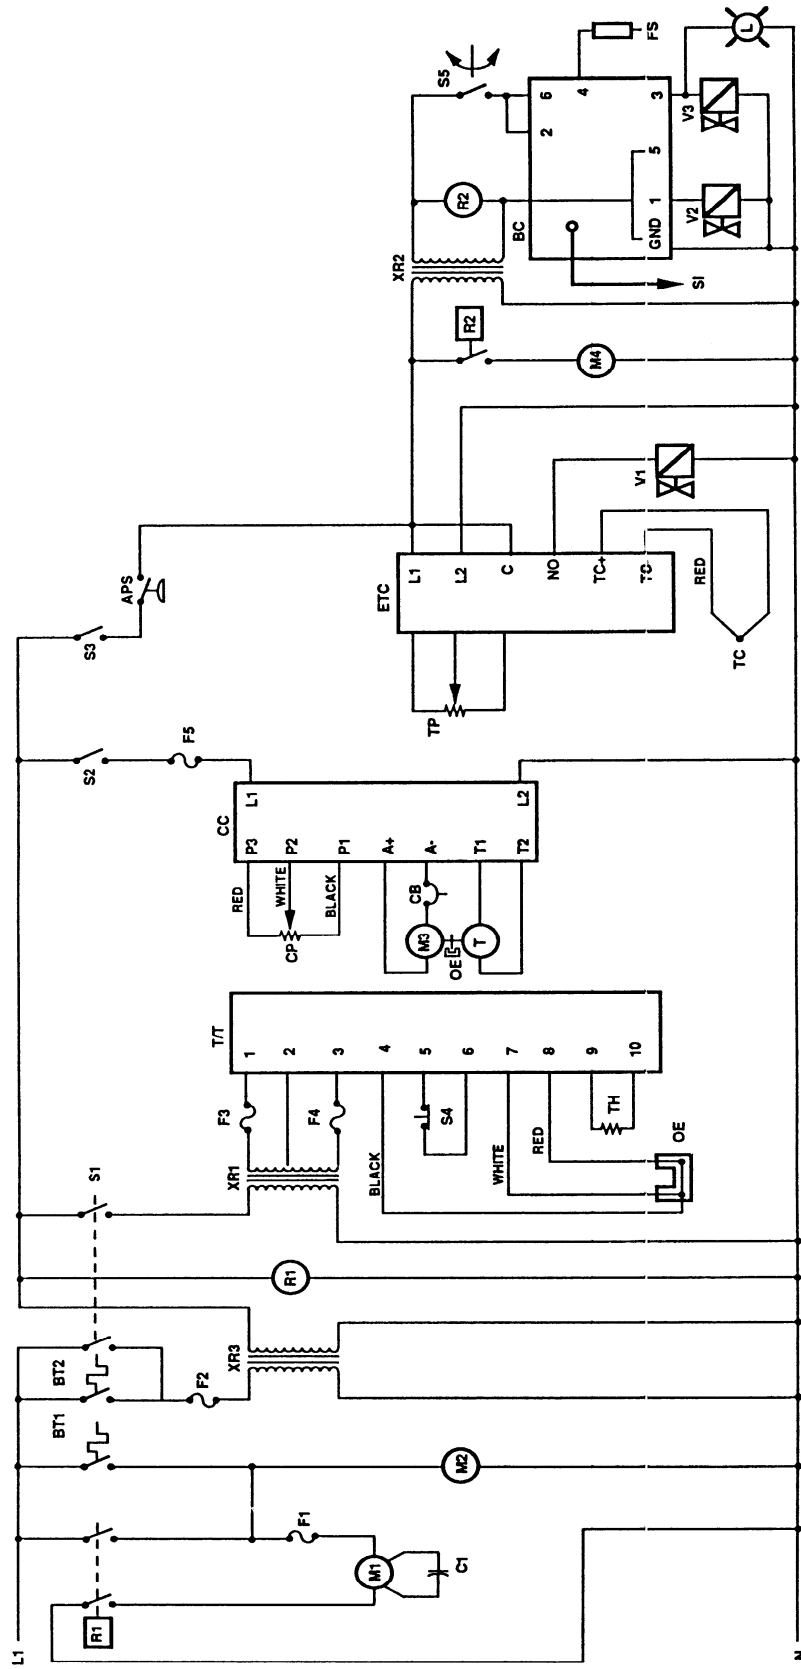 L1
R1
M1
C1
F1
M2
BT1
BT2
F2
XR3
R1
S1
XR1
F3
F4
T/T
1
2
3
4
5
6
7
8
9
10
BLACK
S4
WHITE
RED
TH
OE
S2
F5
CC
L1
L2
P3
P2
P1
A+
A-
T1
T2
RED
WHITE
BLACK
CP
CB
M3
OE
T
S3
APS
ETC
L1
L2
C
NO
TC+
TP
RED
TC
V1
R2
M4
XR2
R2
S5
BC
6
2
4
FS
GND
1
5
3
SI
V2
V3
L
N